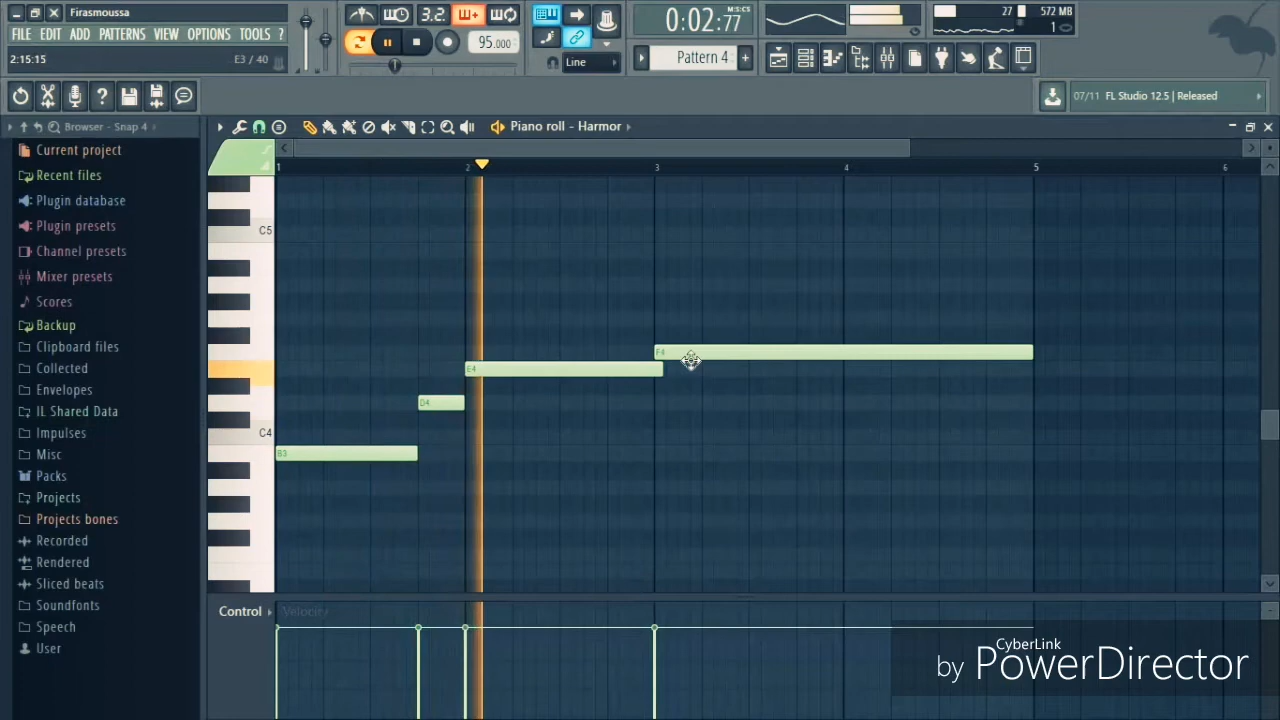 Firasmoussa
FILE EDIT ADD PATTERNS VIEW OPTIONS TOOLS ?
2:15:15 E3 / 40
3.2.
95.000
Line
0:02:77 M:S:CS
Pattern 4
27 572 MB
1
07/11 FL Studio 12.5 | Released
Browser - Snap 4
Piano roll - Harmor
Current project
Recent files
Plugin database
Plugin presets
Channel presets
Mixer presets
Scores
Backup
Clipboard files
Collected
Envelopes
IL Shared Data
Impulses
Misc
Packs
Projects
Projects bones
Recorded
Rendered
Sliced beats
Soundfonts
Speech
User
1 2 3 4 5 6
C5
F4
E4
D4
C4
B3
Control Velocity
CyberLink
by PowerDirector